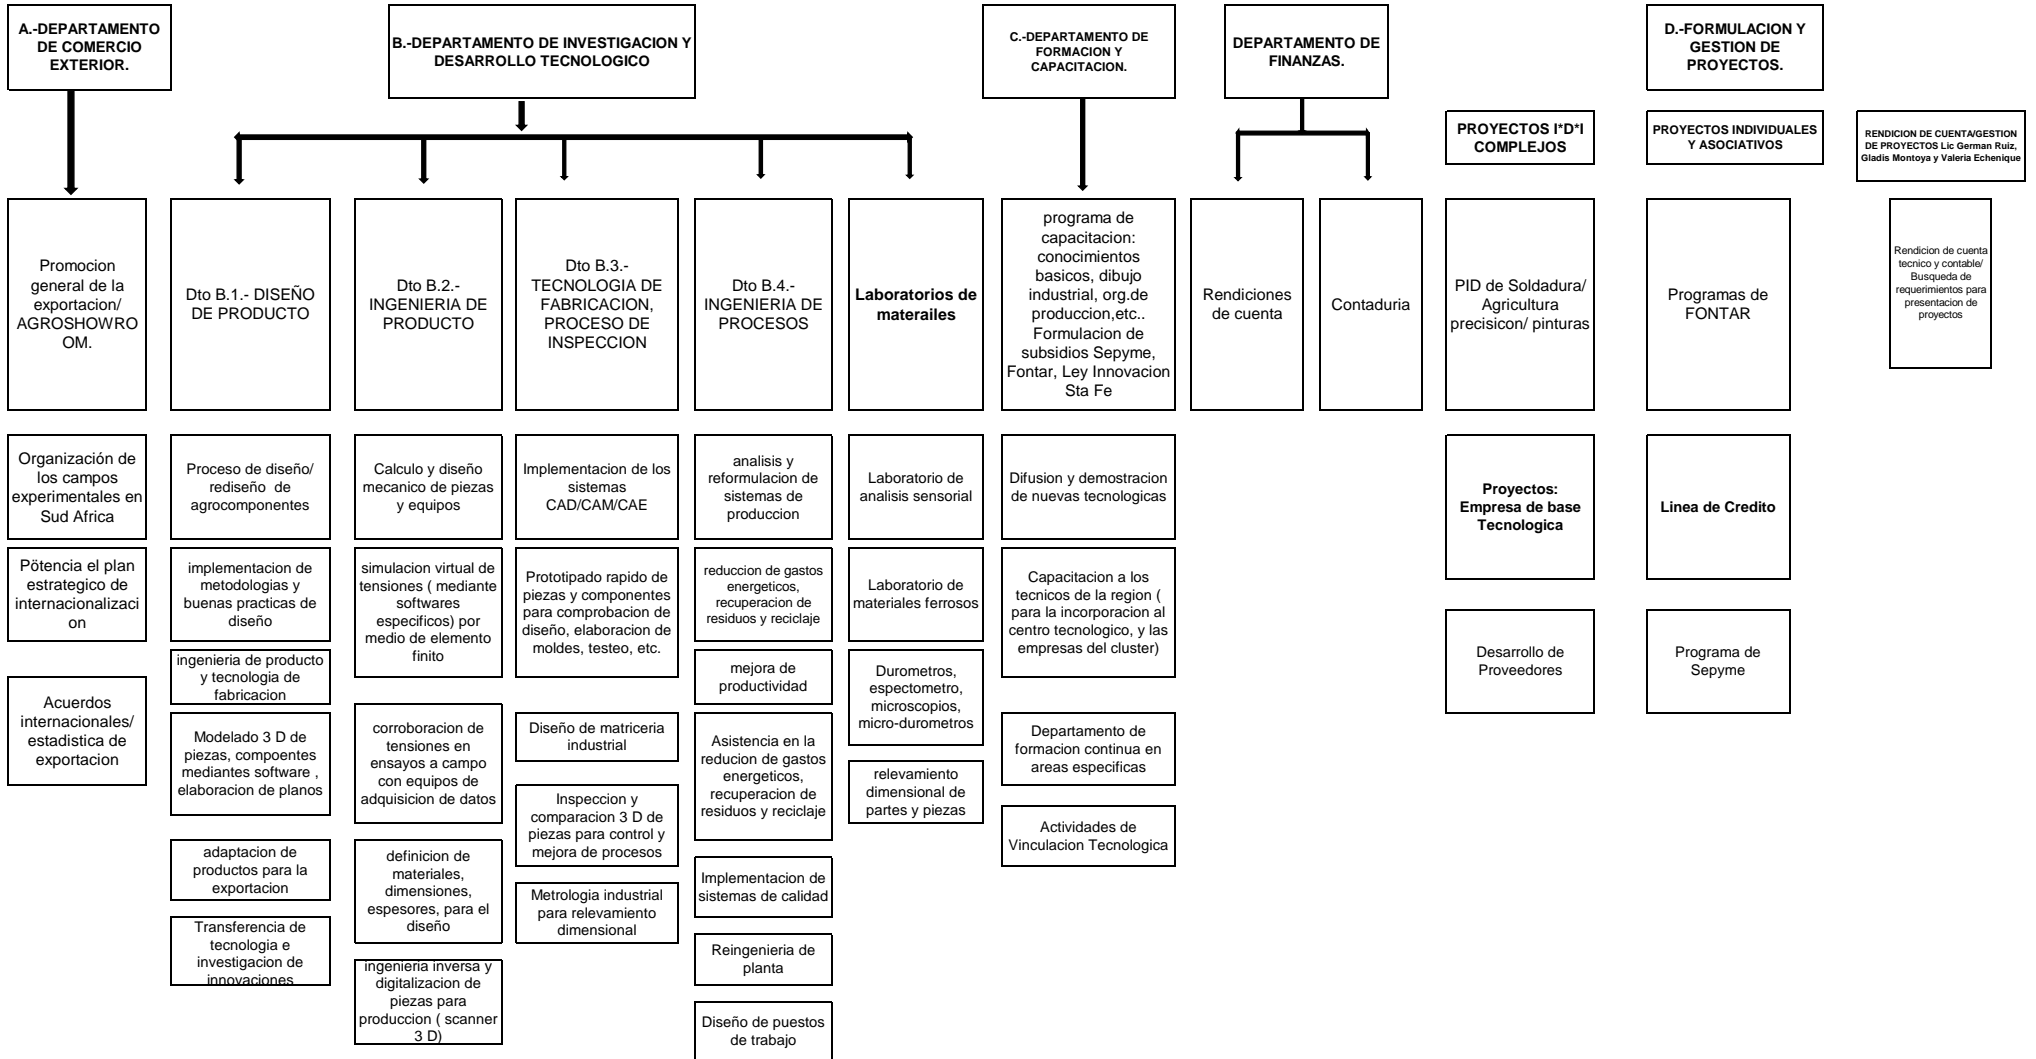 A.-DEPARTAMENTO
DE COMERCIO
EXTERIOR.
B.-DEPARTAMENTO DE INVESTIGACION Y
DESARROLLO TECNOLOGICO
C.-DEPARTAMENTO DE
FORMACION Y
CAPACITACION.
DEPARTAMENTO DE
FINANZAS.
D.-FORMULACION Y
GESTION DE
PROYECTOS.
PROYECTOS I*D*I
COMPLEJOS
PROYECTOS INDIVIDUALES
Y ASOCIATIVOS
RENDICION DE CUENTA/GESTION
DE PROYECTOS Lic German Ruiz,
Gladis Montoya y Valeria Echenique
Promocion
general de la
exportacion/
AGROSHOWRO
OM.
Dto B.1.- DISEÑO
DE PRODUCTO
Dto B.2.-
INGENIERIA DE
PRODUCTO
Dto B.3.-
TECNOLOGIA DE
FABRICACION,
PROCESO DE
INSPECCION
Dto B.4.-
INGENIERIA DE
PROCESOS
Laboratorios de
materailes
programa de
capacitacion:
conocimientos
basicos, dibujo
industrial, org.de
produccion,etc..
Formulacion de
subsidios Sepyme,
Fontar, Ley Innovacion
Sta Fe
Rendiciones
de cuenta
Contaduria
PID de Soldadura/
Agricultura
precisicon/ pinturas
Programas de
FONTAR
Rendicion de cuenta
tecnico y contable/
Busqueda de
requerimientos para
presentacion de
proyectos
Organización de
los campos
experimentales en
Sud Africa
Proceso de diseño/
rediseño  de
agrocomponentes
Calculo y diseño
mecanico de piezas
y equipos
Implementacion de los
sistemas
CAD/CAM/CAE
analisis y
reformulacion de
sistemas de
produccion
Laboratorio de
analisis sensorial
Difusion y demostracion
de nuevas tecnologicas
Proyectos:
Empresa de base
Tecnologica
Linea de Credito
Pötencia el plan
estrategico de
internacionalizaci
on
implementacion de
metodologias y
buenas practicas de
diseño
simulacion virtual de
tensiones ( mediante
softwares
especificos) por
medio de elemento
finito
Prototipado rapido de
piezas y componentes
para comprobacion de
diseño, elaboracion de
moldes, testeo, etc.
reduccion de gastos
energeticos,
recuperacion de
residuos y reciclaje
Laboratorio de
materiales ferrosos
Capacitacion a los
tecnicos de la region (
para la incorporacion al
centro tecnologico, y las
empresas del cluster)
Desarrollo de
Proveedores
Programa de
Sepyme
ingenieria de producto
y tecnologia de
fabricacion
mejora de
productividad
Durometros,
espectometro,
microscopios,
micro-durometros
Acuerdos
internacionales/
estadistica de
exportacion
Modelado 3 D de
piezas, compoentes
mediantes software ,
elaboracion de planos
corroboracion de
tensiones en
ensayos a campo
con equipos de
adquisicion de datos
Diseño de matriceria
industrial
Asistencia en la
reducion de gastos
energeticos,
recuperacion de
residuos y reciclaje
relevamiento
dimensional de
partes y piezas
Departamento de
formacion continua en
areas especificas
Inspeccion y
comparacion 3 D de
piezas para control y
mejora de procesos
Actividades de
Vinculacion Tecnologica
adaptacion de
productos para la
exportacion
definicion de
materiales,
dimensiones,
espesores, para el
diseño
Metrologia industrial
para relevamiento
dimensional
Implementacion de
sistemas de calidad
Transferencia de
tecnologia e
investigacion de
innovaciones
ingenieria inversa y
digitalizacion de
piezas para
produccion ( scanner
3 D)
Reingenieria de
planta
Diseño de puestos
de trabajo